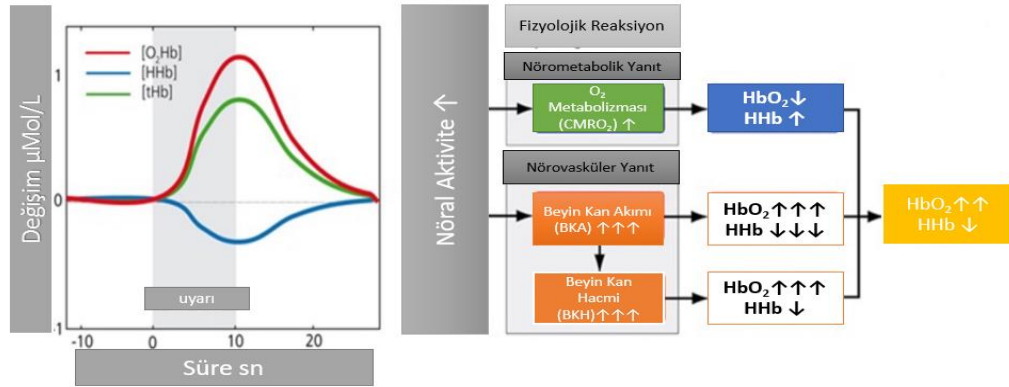 [O₂Hb]
[HHb]
[tHb]
Değişim µMol/L
1
0
1
uyarı
-10
0
10
20
Süre sn
Nöral Aktivite ↑
Fizyolojik Reaksiyon
Nörometabolik Yanıt
O₂
Metabolizması
(CMRO₂) ↑
HbO₂↓
HHb ↑
Nörovasküler Yanıt
Beyin Kan Akımı
(BKA) ↑↑↑
HbO₂↑↑↑
HHb ↓↓↓
Beyin Kan
Hacmi
(BKH)↑↑↑
HbO₂↑↑↑
HHb ↓
HbO₂↑↑
HHb ↓